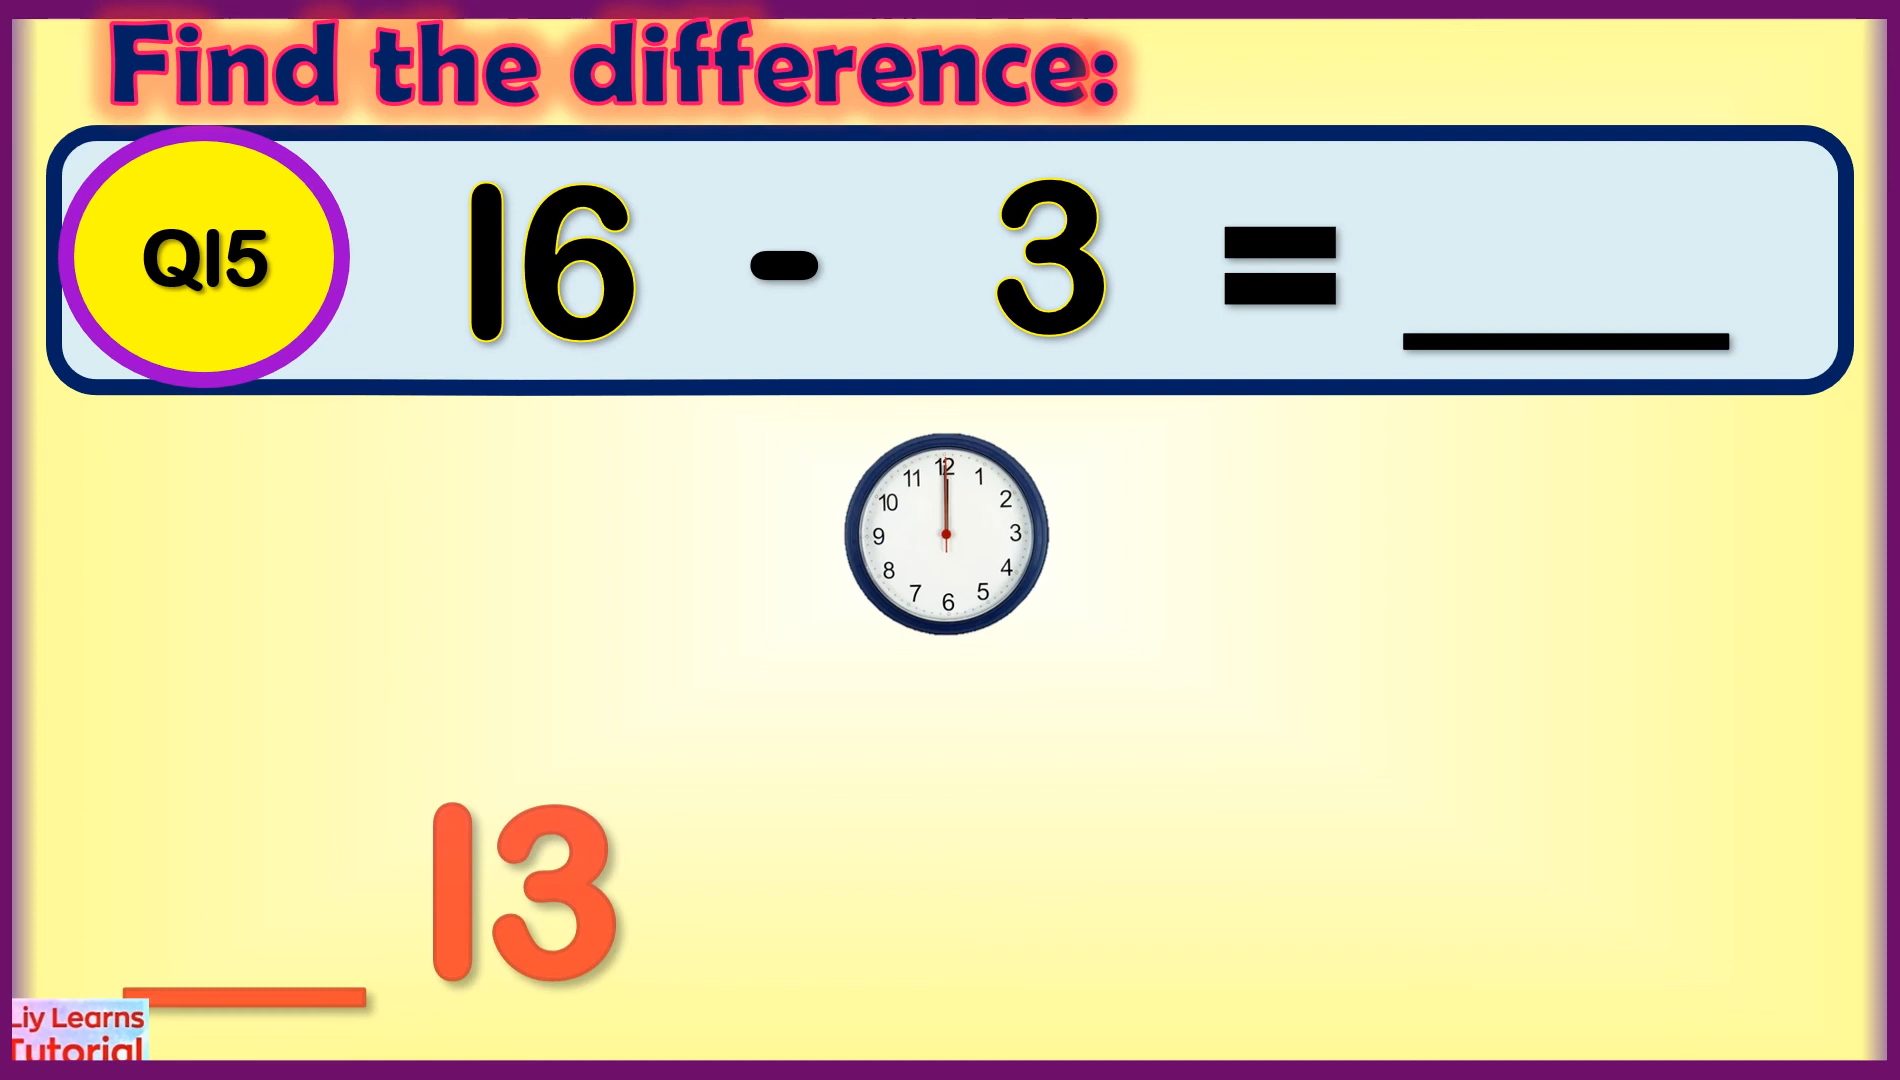 Find the difference:
Q15 16 - 3 = ______
12
11 1
10 2
9 3
8 4
7 5
6
___ 13
Liy Learns
Tutorial